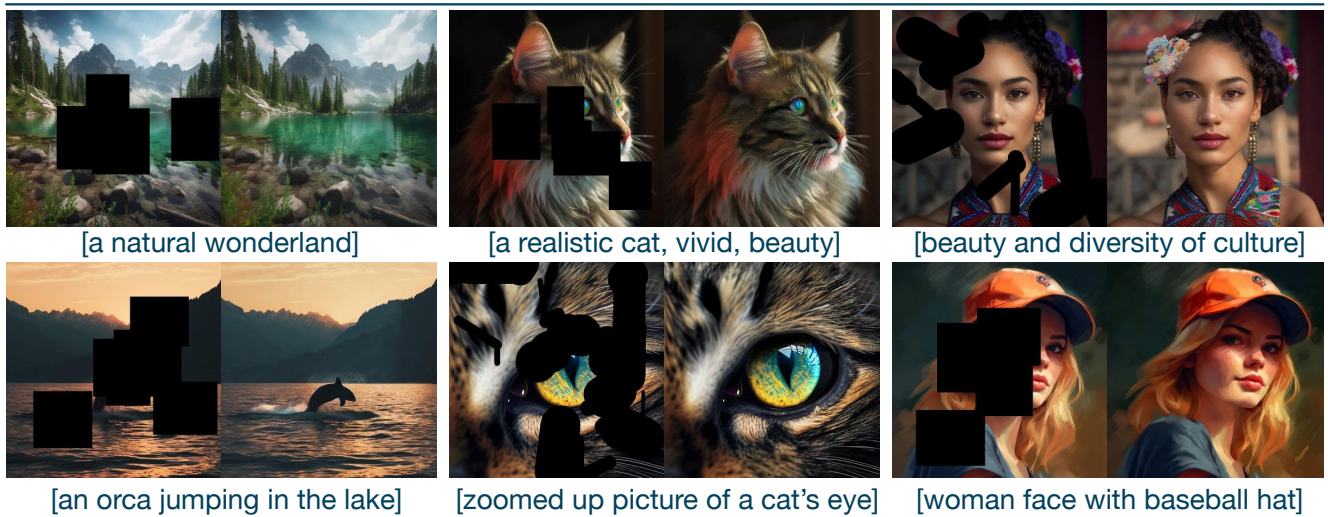 [a natural wonderland]
[a realistic cat, vivid, beauty]
[beauty and diversity of culture]
[an orca jumping in the lake]
[zoomed up picture of a cat’s eye]
[woman face with baseball hat]